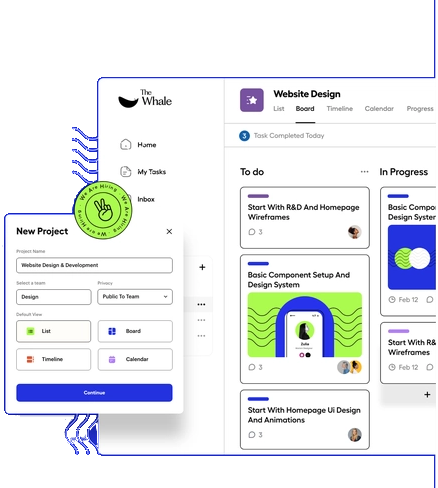 The
Whale
Home
My Tasks
Inbox
We Are Hiring - We Are Hiring -
New Project
Project Name
Website Design & Development
Select a team
Privacy
Design
Public To Team
Default View
List
Board
Timeline
Calendar
Continue
Website Design
List Board Timeline Calendar Progress
3 Task Completed Today
To do
Start With R&D And Homepage
Wireframes
3
Basic Component Setup And
Design System
Zulie
3
Start With Homepage Ui Design
And Animations
3
In Progress
Basic Compo
Design System
Feb 12
Start With R&
Wireframes
Feb 12